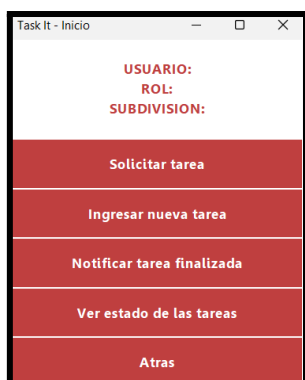 Task It - Inicio
USUARIO:
ROL:
SUBDIVISION:
Solicitar tarea
Ingresar nueva tarea
Notificar tarea finalizada
Ver estado de las tareas
Atras